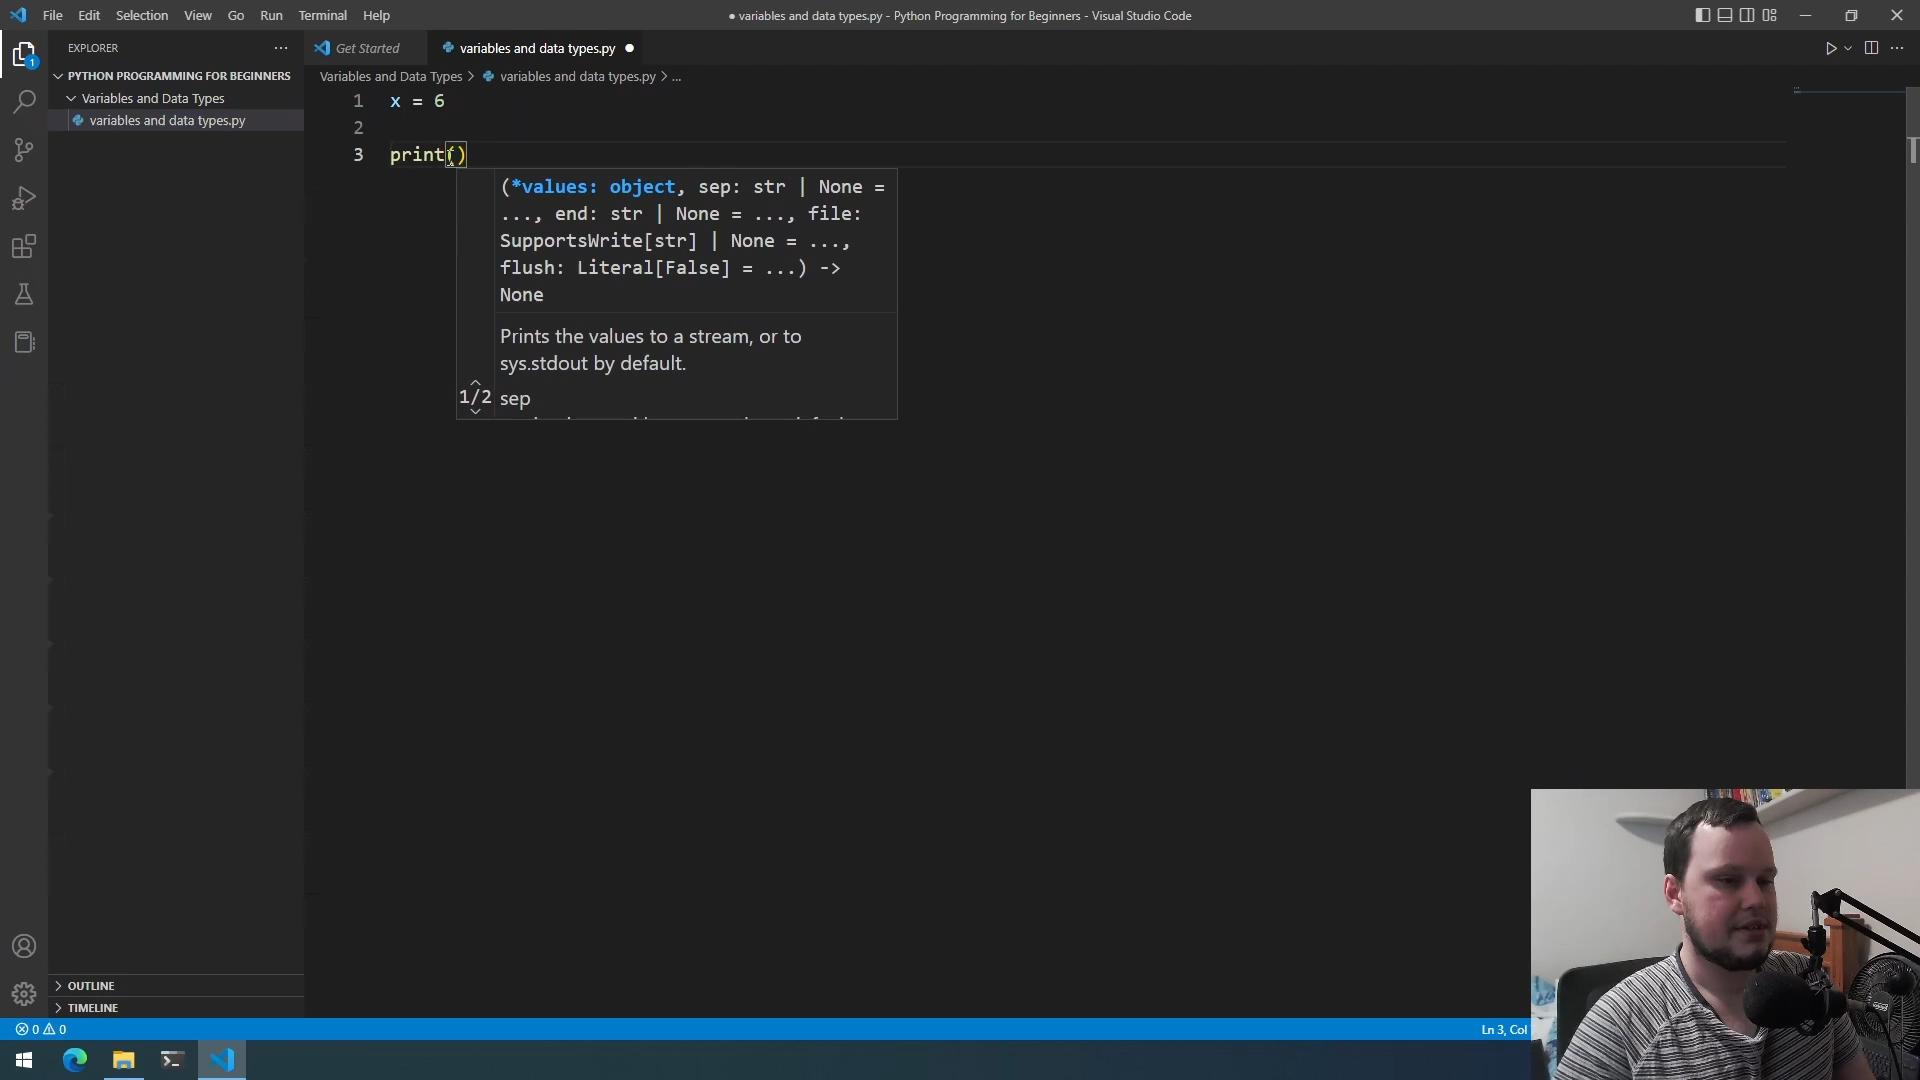 File Edit Selection View Go Run Terminal Help
● variables and data types.py - Python Programming for Beginners - Visual Studio Code
EXPLORER
Get Started
variables and data types.py
1
PYTHON PROGRAMMING FOR BEGINNERS
Variables and Data Types > variables and data types.py > ...
Variables and Data Types
variables and data types.py
1 x = 6
2
3 print()
(*values: object, sep: str | None =
..., end: str | None = ..., file:
SupportsWrite[str] | None = ...,
flush: Literal[False] = ...) ->
None
Prints the values to a stream, or to
sys.stdout by default.
1/2
sep
OUTLINE
TIMELINE
0 0
Ln 3, Col